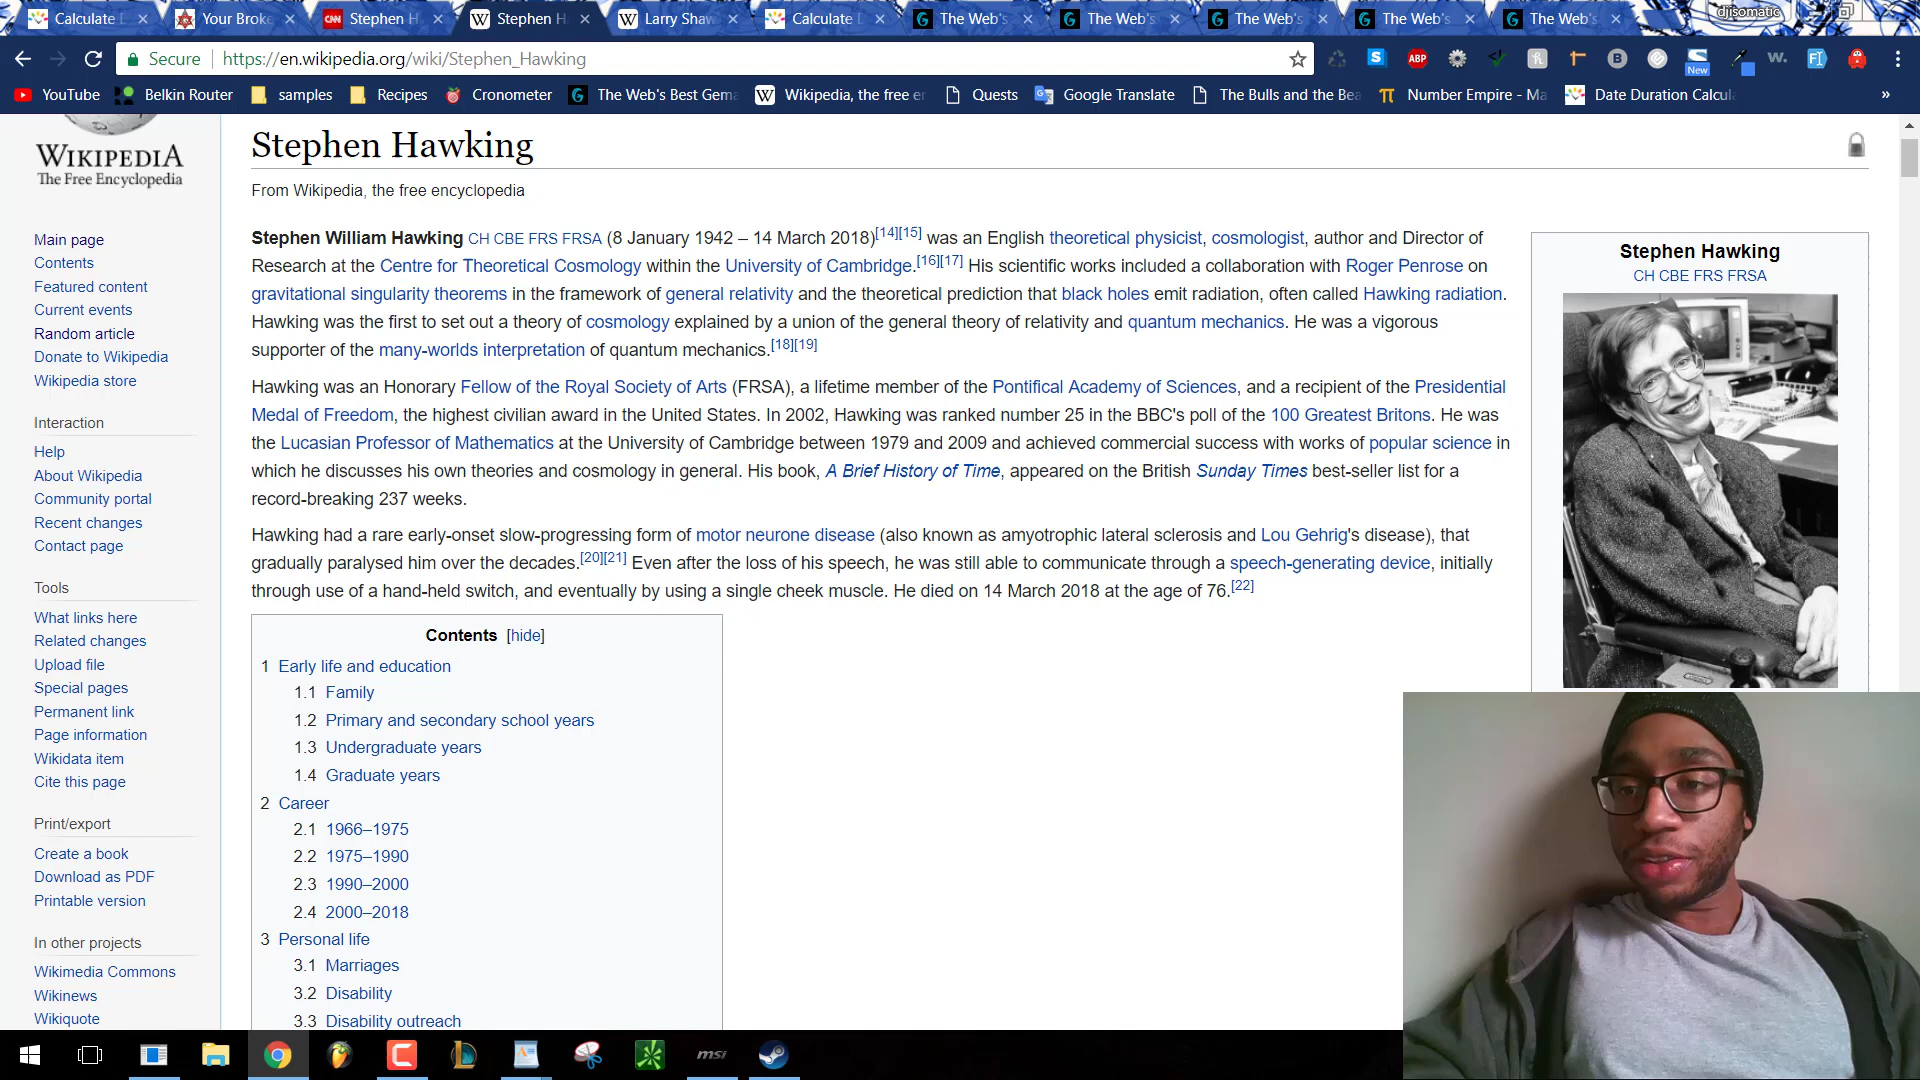 Calculate D
Your Broke
CNN
Stephen H
W
Stephen H
W
Larry Shaw
Calculate D
G
The Web's
G
The Web's
G
The Web's
G
The Web's
G
The Web's
djisomatic
Secure
https://en.wikipedia.org/wiki/Stephen_Hawking
S
ABP
B
New
w.
YouTube
Belkin Router
samples
Recipes
Cronometer
G
The Web's Best Gema
W
Wikipedia, the free en
Quests
Google Translate
The Bulls and the Bea
π
Number Empire - Ma
Date Duration Calcul
»
WIKIPEDIA
The Free Encyclopedia
Main page
Contents
Featured content
Current events
Random article
Donate to Wikipedia
Wikipedia store
Interaction
Help
About Wikipedia
Community portal
Recent changes
Contact page
Tools
What links here
Related changes
Upload file
Special pages
Permanent link
Page information
Wikidata item
Cite this page
Print/export
Create a book
Download as PDF
Printable version
In other projects
Wikimedia Commons
Wikinews
Wikiquote
Stephen Hawking
From Wikipedia, the free encyclopedia
Stephen William Hawking CH CBE FRS FRSA (8 January 1942 – 14 March 2018)[14][15] was an English theoretical physicist, cosmologist, author and Director of
Research at the Centre for Theoretical Cosmology within the University of Cambridge.[16][17] His scientific works included a collaboration with Roger Penrose on
gravitational singularity theorems in the framework of general relativity and the theoretical prediction that black holes emit radiation, often called Hawking radiation.
Hawking was the first to set out a theory of cosmology explained by a union of the general theory of relativity and quantum mechanics. He was a vigorous
supporter of the many-worlds interpretation of quantum mechanics.[18][19]
Hawking was an Honorary Fellow of the Royal Society of Arts (FRSA), a lifetime member of the Pontifical Academy of Sciences, and a recipient of the Presidential
Medal of Freedom, the highest civilian award in the United States. In 2002, Hawking was ranked number 25 in the BBC's poll of the 100 Greatest Britons. He was
the Lucasian Professor of Mathematics at the University of Cambridge between 1979 and 2009 and achieved commercial success with works of popular science in
which he discusses his own theories and cosmology in general. His book, A Brief History of Time, appeared on the British Sunday Times best-seller list for a
record-breaking 237 weeks.
Hawking had a rare early-onset slow-progressing form of motor neurone disease (also known as amyotrophic lateral sclerosis and Lou Gehrig's disease), that
gradually paralysed him over the decades.[20][21] Even after the loss of his speech, he was still able to communicate through a speech-generating device, initially
through use of a hand-held switch, and eventually by using a single cheek muscle. He died on 14 March 2018 at the age of 76.[22]
Contents [hide]
1 Early life and education
1.1 Family
1.2 Primary and secondary school years
1.3 Undergraduate years
1.4 Graduate years
2 Career
2.1 1966–1975
2.2 1975–1990
2.3 1990–2000
2.4 2000–2018
3 Personal life
3.1 Marriages
3.2 Disability
3.3 Disability outreach
Stephen Hawking
CH CBE FRS FRSA
msi